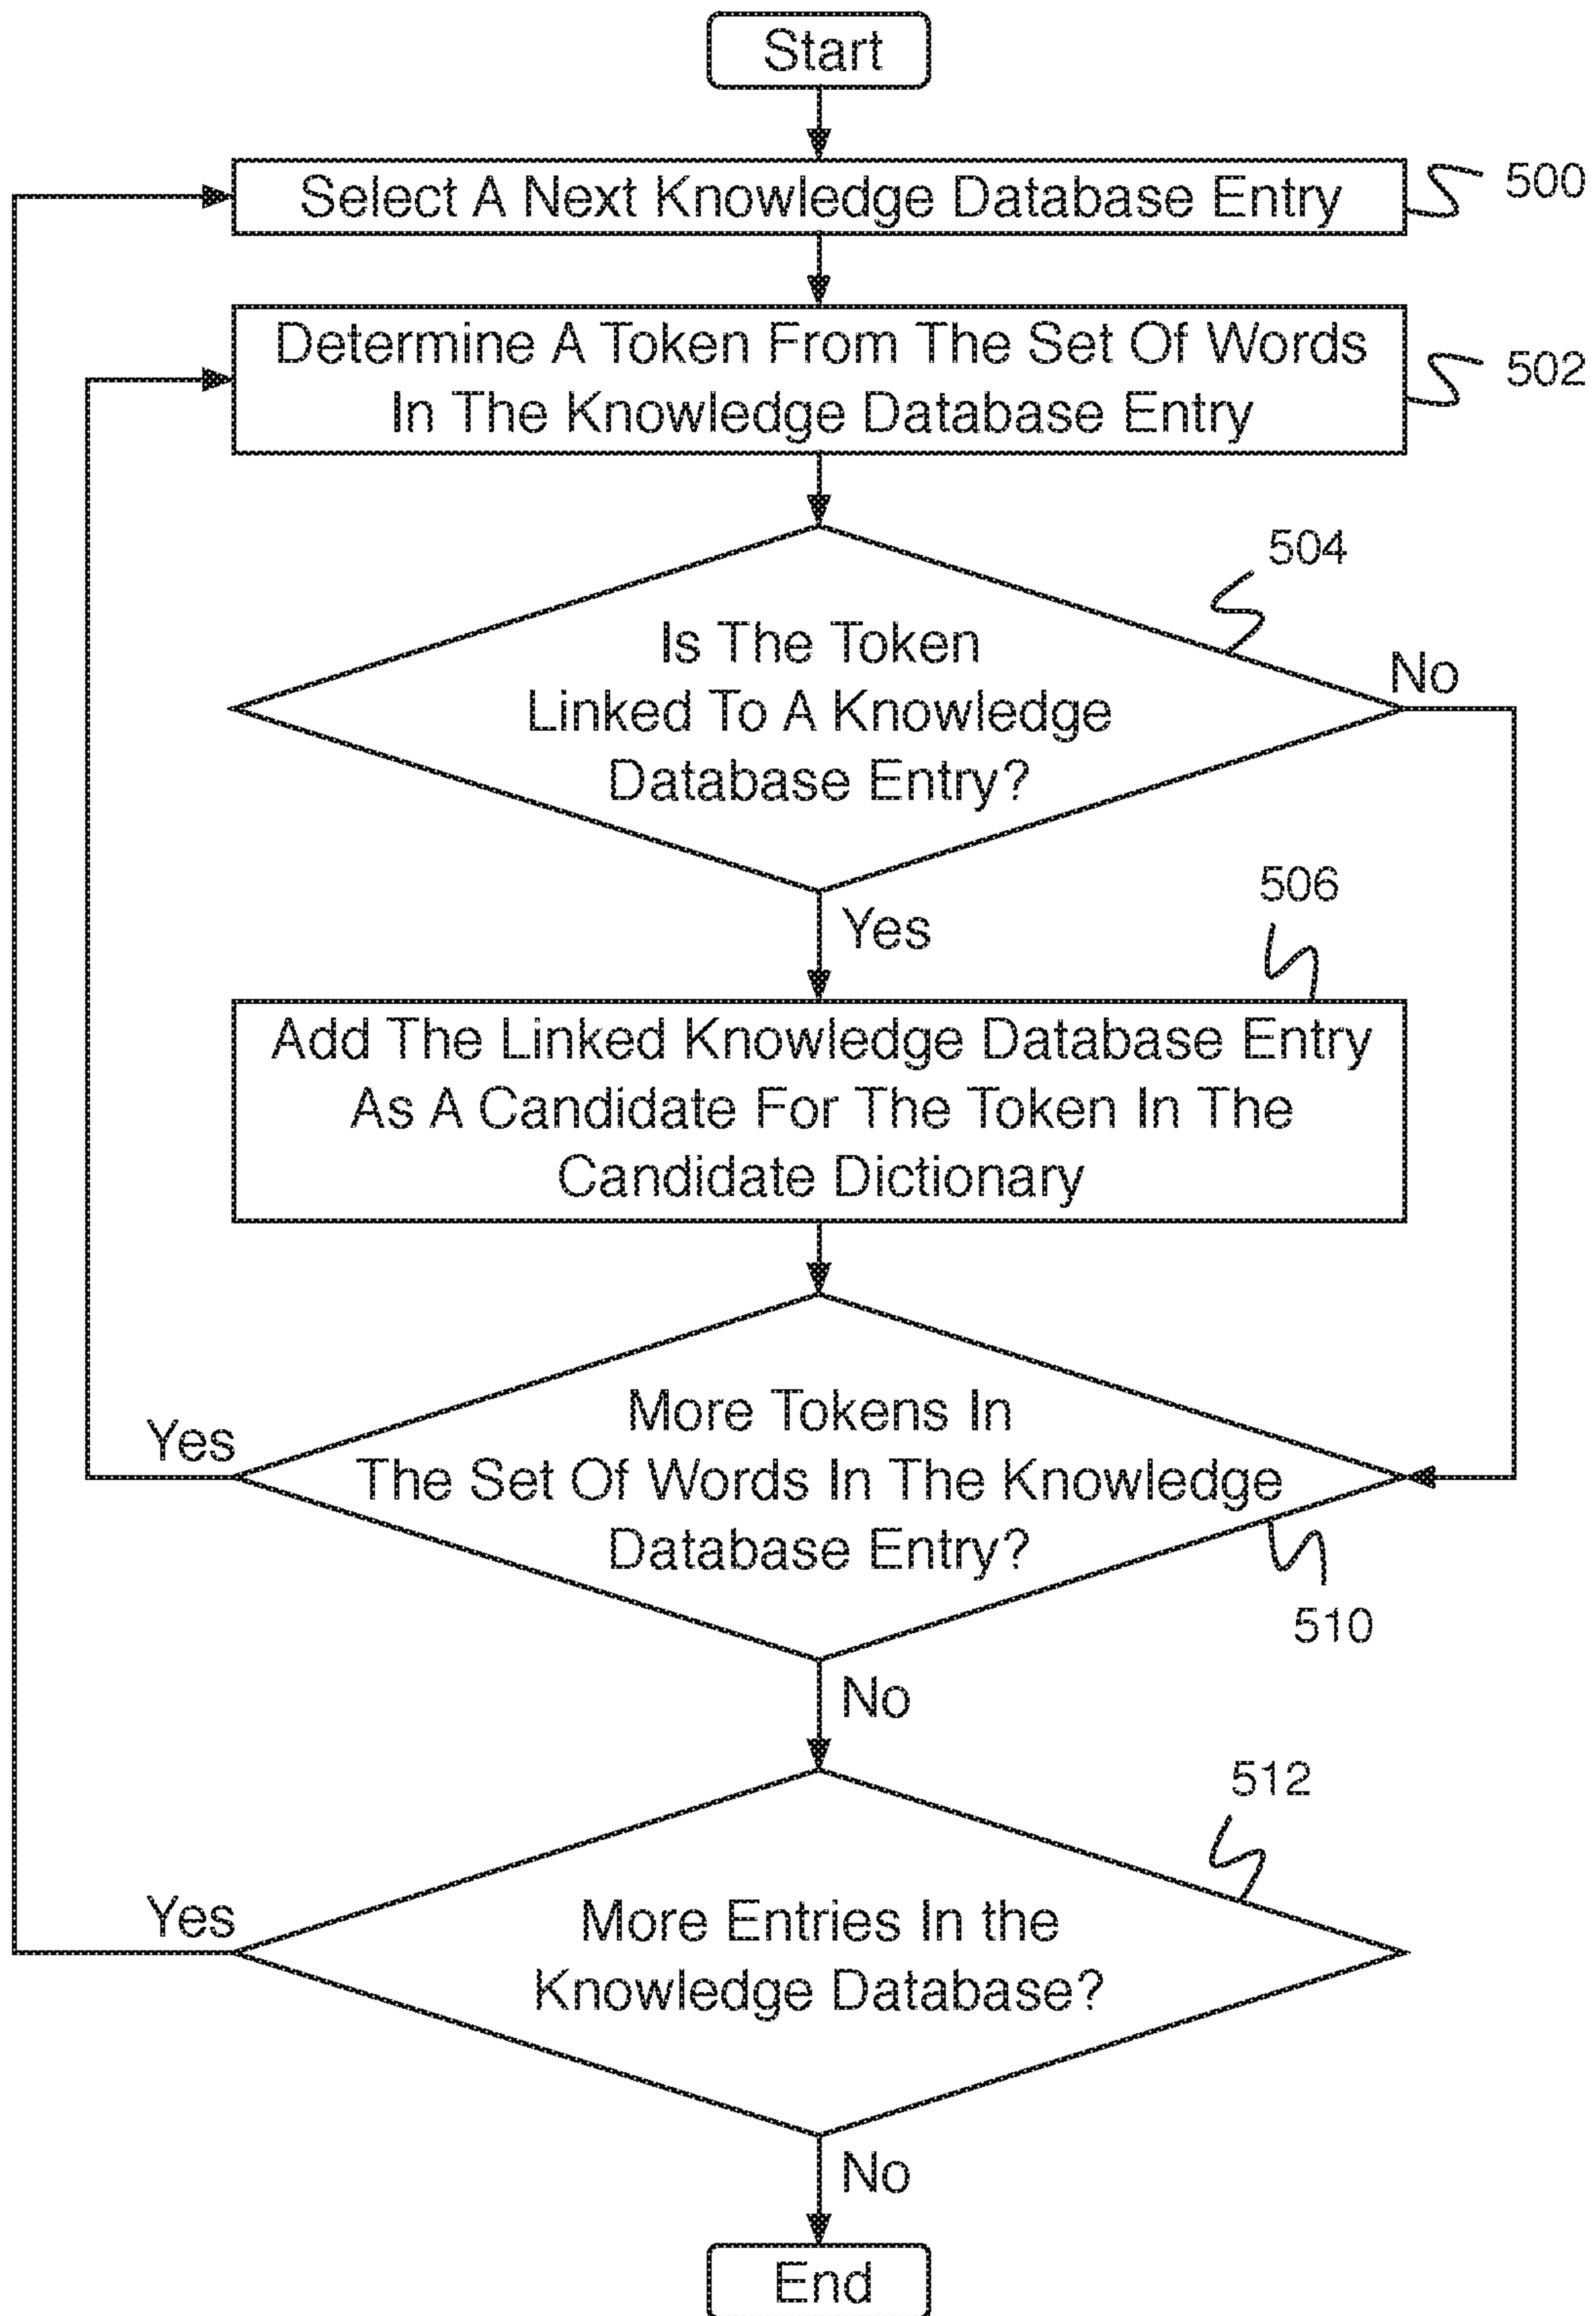 Start
Select A Next Knowledge Database Entry
500
Determine A Token From The Set Of Words
In The Knowledge Database Entry
502
504
Is The Token
Linked To A Knowledge
Database Entry?
No
Yes
506
Add The Linked Knowledge Database Entry
As A Candidate For The Token In The
Candidate Dictionary
More Tokens In
The Set Of Words In The Knowledge
Database Entry?
Yes
510
No
512
More Entries In the
Knowledge Database?
Yes
No
End